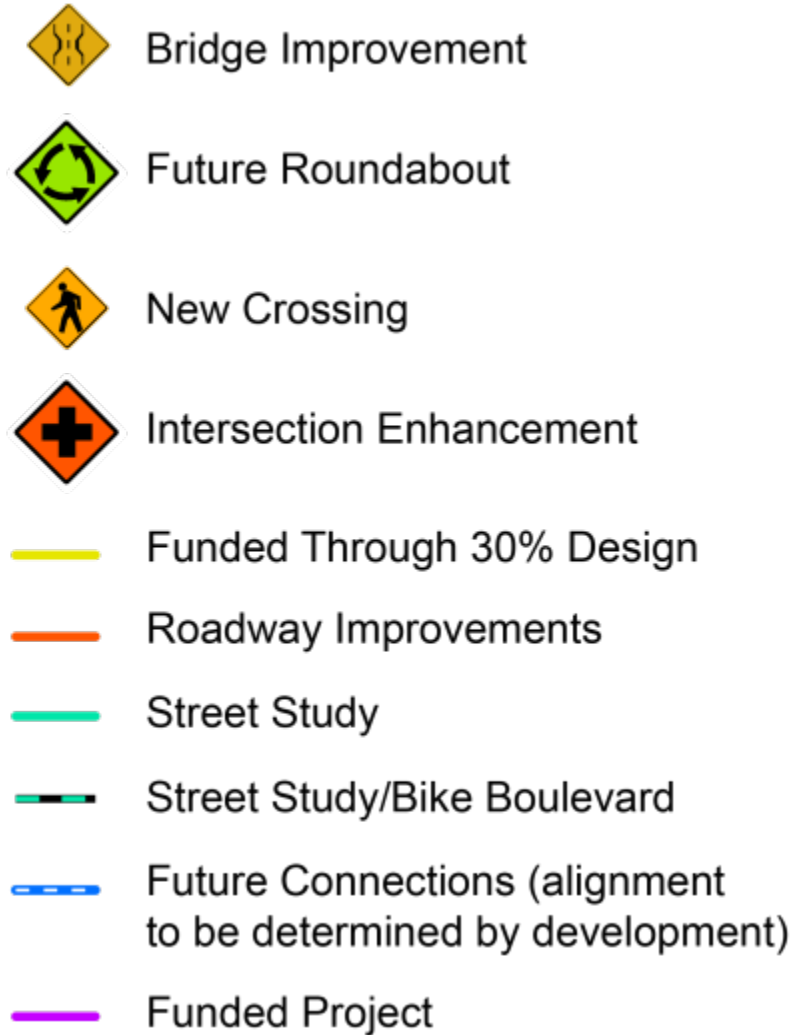 Bridge Improvement
Future Roundabout
New Crossing
Intersection Enhancement
Funded Through 30% Design
Roadway Improvements
Street Study
Street Study/Bike Boulevard
Future Connections (alignment
to be determined by development)
Funded Project